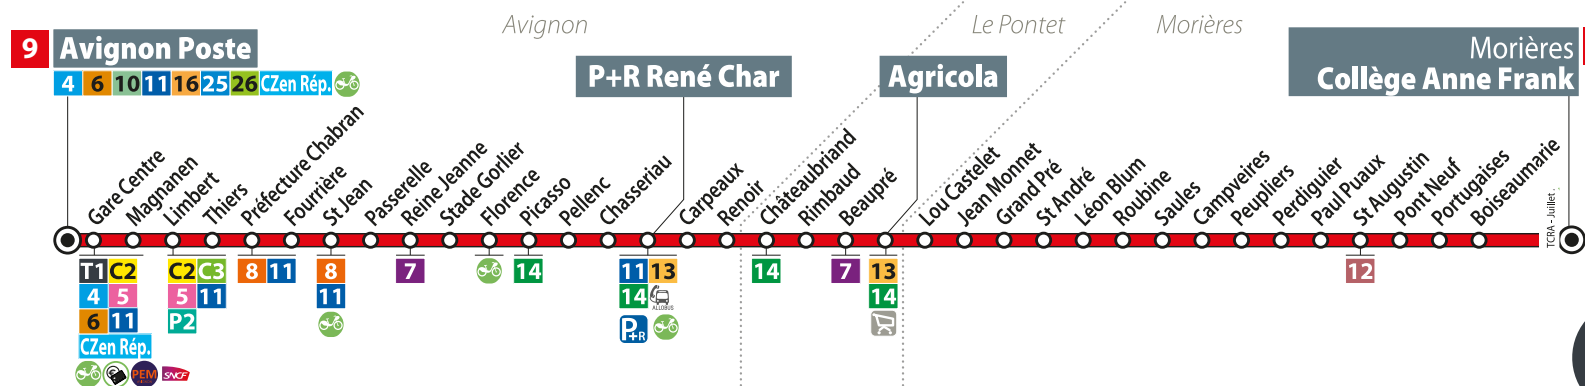 Avignon
Le Pontet
Morières
9 Avignon Poste
4 6 10 11 16 25 26 CZen Rép.
P+R René Char
Agricola
Morières
Collège Anne Frank
Gare Centre
Magnanen
Limbert
Thiers
Préfecture Chabran
Fourrière
St Jean
Passerelle
Reine Jeanne
Stade Gorlier
Florence
Picasso
Pellenc
Chasseriau
Carpeaux
Renoir
Châteaubriand
Rimbaud
Beaupré
Lou Castelet
Jean Monnet
Grand Pré
St André
Léon Blum
Roubine
Saules
Campveires
Peupliers
Perdiguier
Paul Puaux
St Augustin
Pont Neuf
Portugaises
Boiseaumarie
TCRA - Juillet
T1 C2
4 5
6 11
CZen Rép.
PEM
SNCF
C2 C3
5 11
P2
8 11
8
11
7
14
11 13
14 ALLOBUS
P+R
14
7
13
14
12